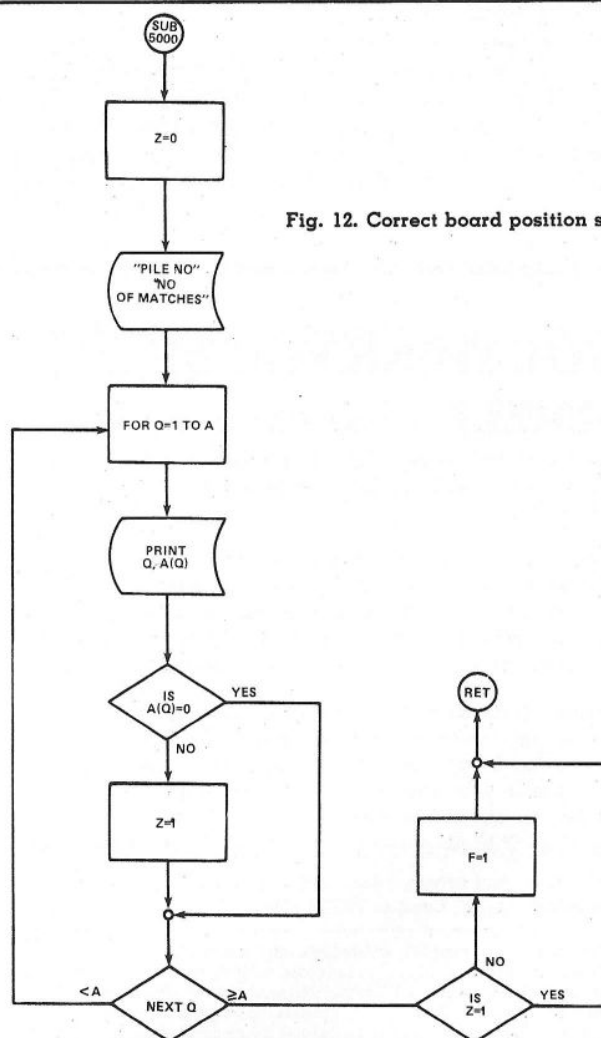 SUB
5000
Z=0
Fig. 12. Correct board position s
"PILE NO"
"NO
OF MATCHES"
FOR Q=1 TO A
PRINT
Q, A(Q)
IS
A(Q)=0
YES
NO
Z=1
RET
F=1
NO
<A
NEXT Q
≧A
IS
Z=1
YES